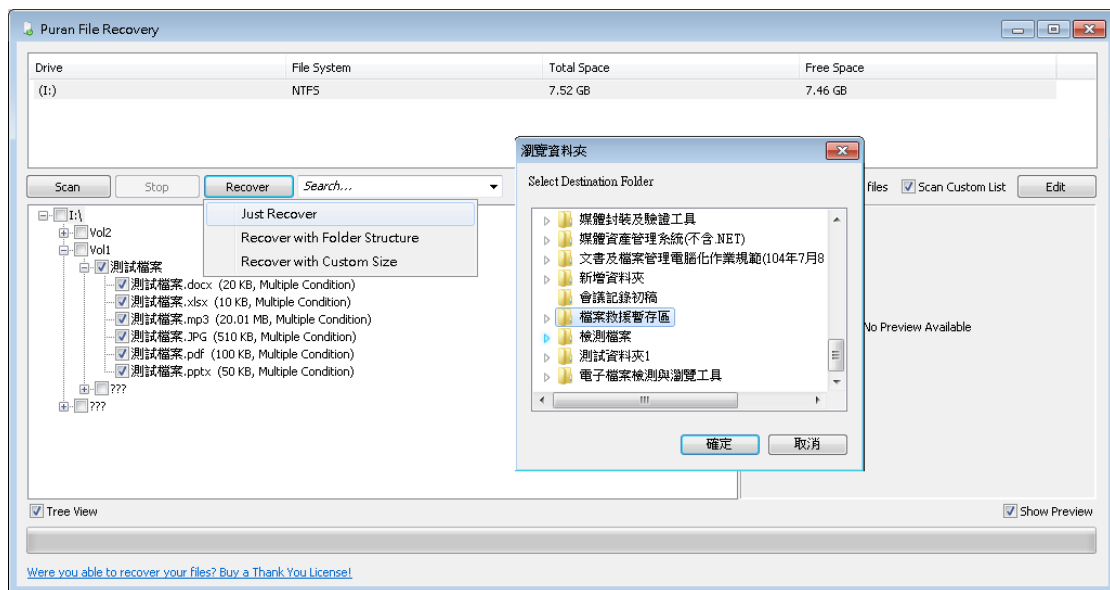 Puran File Recovery
Drive File System Total Space Free Space
(I:) NTFS 7.52 GB 7.46 GB
Scan Stop Recover Search... files Scan Custom List Edit
Just Recover
Recover with Folder Structure
Recover with Custom Size
I:\
Vol2
Vol1
測試檔案
測試檔案.docx (20 KB, Multiple Condition)
測試檔案.xlsx (10 KB, Multiple Condition)
測試檔案.mp3 (20.01 MB, Multiple Condition)
測試檔案.JPG (510 KB, Multiple Condition)
測試檔案.pdf (100 KB, Multiple Condition)
測試檔案.pptx (50 KB, Multiple Condition)
???
???
瀏覽資料夾
Select Destination Folder
媒體封裝及驗證工具
媒體資產管理系統(不含.NET)
文書及檔案管理電腦化作業規範(104年7月8
新增資料夾
會議記錄初稿
檔案救援暫存區
檢測檔案
測試資料夾1
電子檔案檢測與瀏覽工具
確定 取消
No Preview Available
Tree View Show Preview
Were you able to recover your files? Buy a Thank You License!